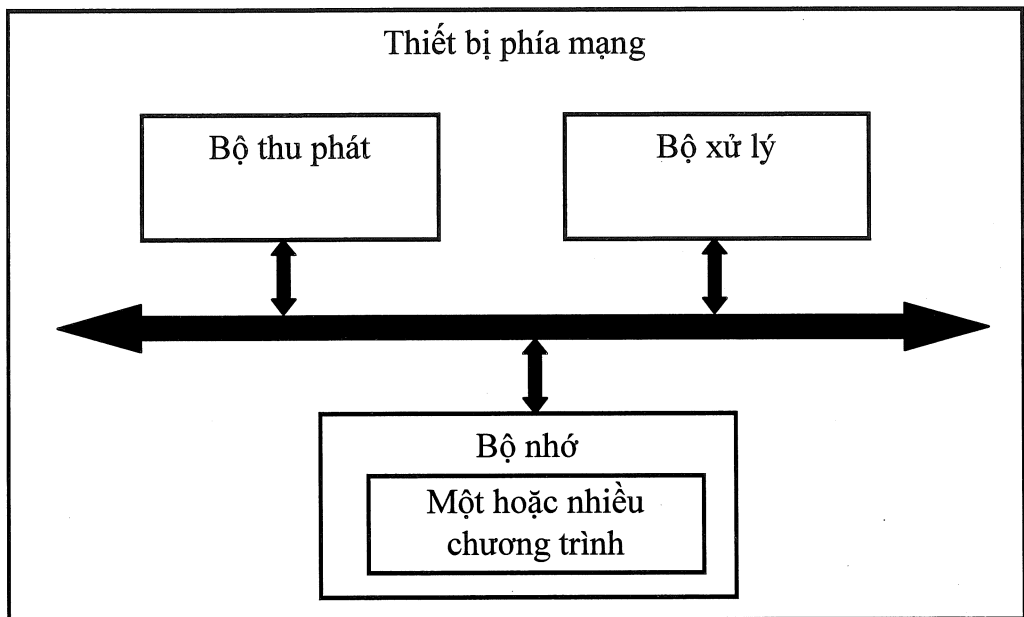 Thiết bị phía mạng
Bộ thu phát
Bộ xử lý
Bộ nhớ
Một hoặc nhiều
chương trình